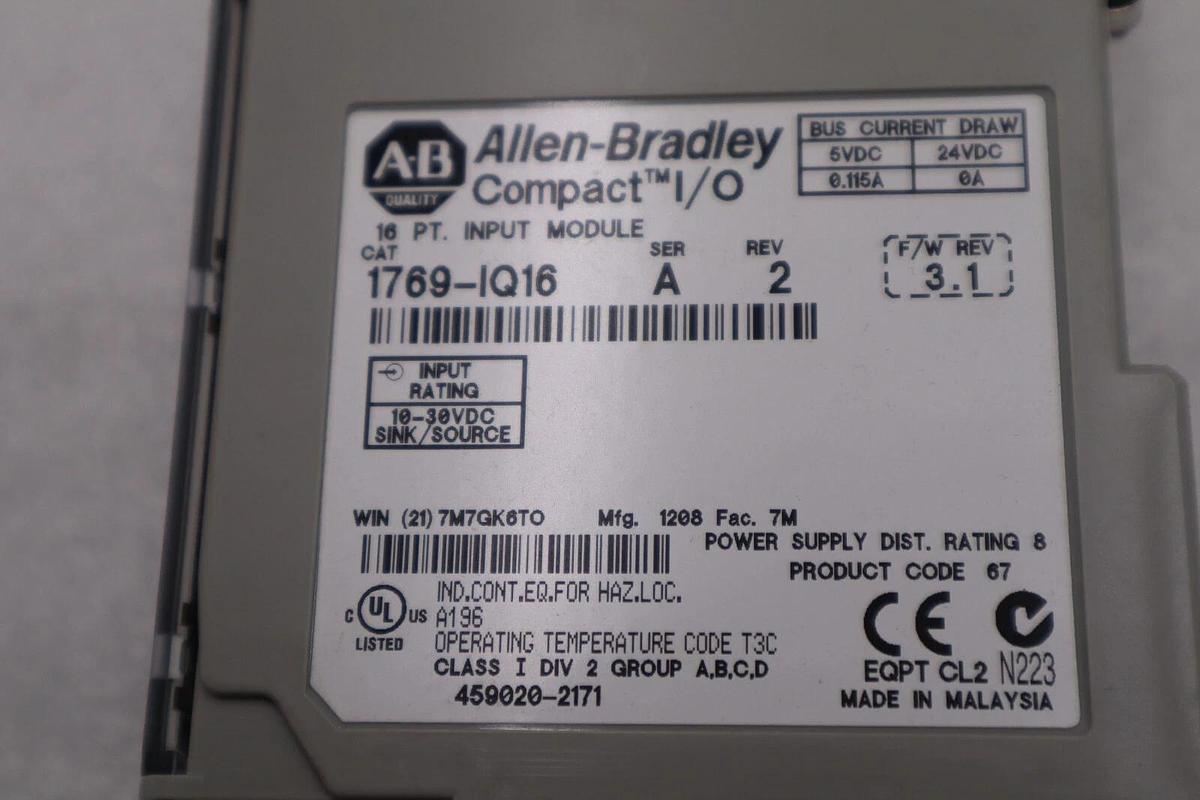 A-B
QUALITY
Allen-Bradley
Compact™ I/O
BUS CURRENT DRAW
5VDC 24VDC
0.115A 0A
16 PT. INPUT MODULE
CAT SER REV
1769-IQ16 A 2
F/W REV
3.1
INPUT
RATING
10-30VDC
SINK/SOURCE
WIN (21) 7M7GK6TO Mfg. 1208 Fac. 7M
POWER SUPPLY DIST. RATING 8
PRODUCT CODE 67
C UL US
LISTED
IND.CONT.EQ.FOR HAZ.LOC.
A196
OPERATING TEMPERATURE CODE T3C
CLASS I DIV 2 GROUP A,B,C,D
459020-2171
CE
EQPT CL2 N223
MADE IN MALAYSIA